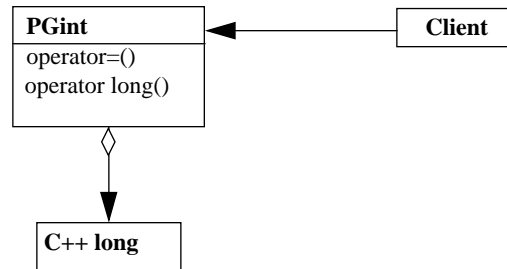 PGint
Client
operator=()
operator long()
C++ long